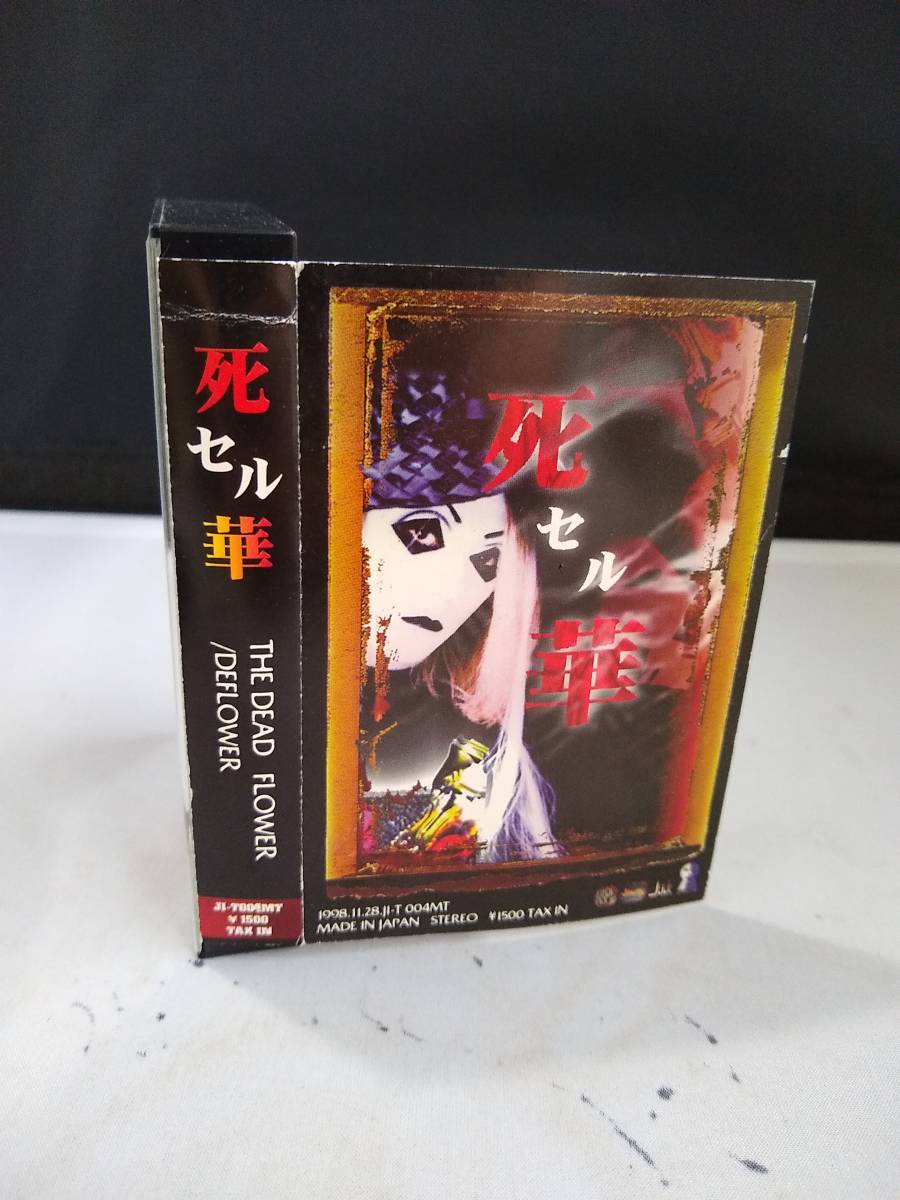 死
セル
華
THE DEAD FLOWER
/DEFLOWER
JI-T004MT
¥1500
TAX IN
死
セル
華
1998.11.28.JI-T 004MT
MADE IN JAPAN STEREO ¥1500 TAX IN